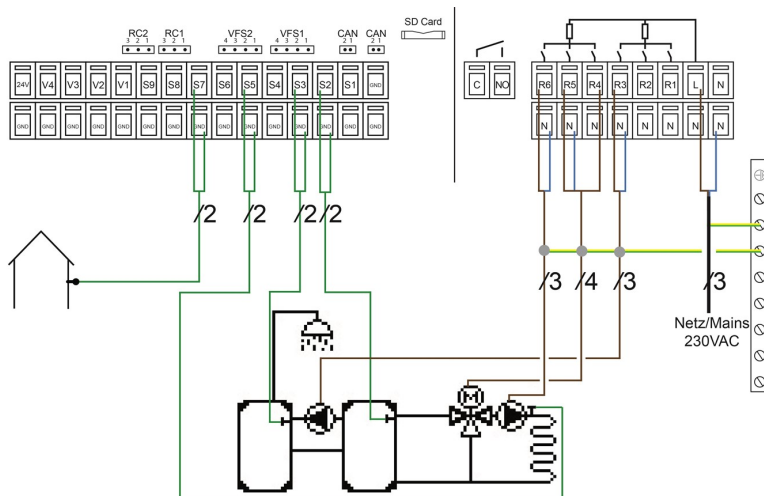 SD Card
RC2 RC1 VFS2 VFS1 CAN CAN
3 2 1 3 2 1 4 3 2 1 4 3 2 1 2 1 2 1
24V V4 V3 V2 V1 S9 S8 S7 S6 S5 S4 S3 S2 S1 GND
C NO
R6 R5 R4 R3 R2 R1 L N
GND GND GND GND GND GND GND GND GND GND GND GND GND GND GND
N N N N N N N N
/2 /2 /2 /2
/3 /4 /3 /3
Netz/Mains
230VAC
M